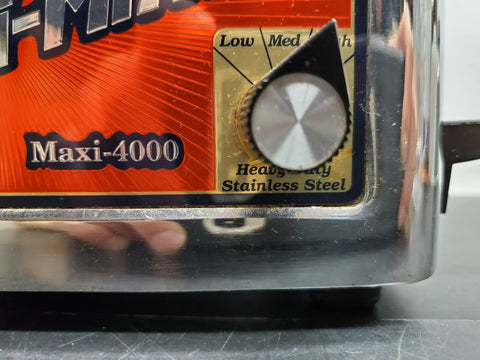 Low Med
Maxi-4000
Heavy Duty
Stainless Steel